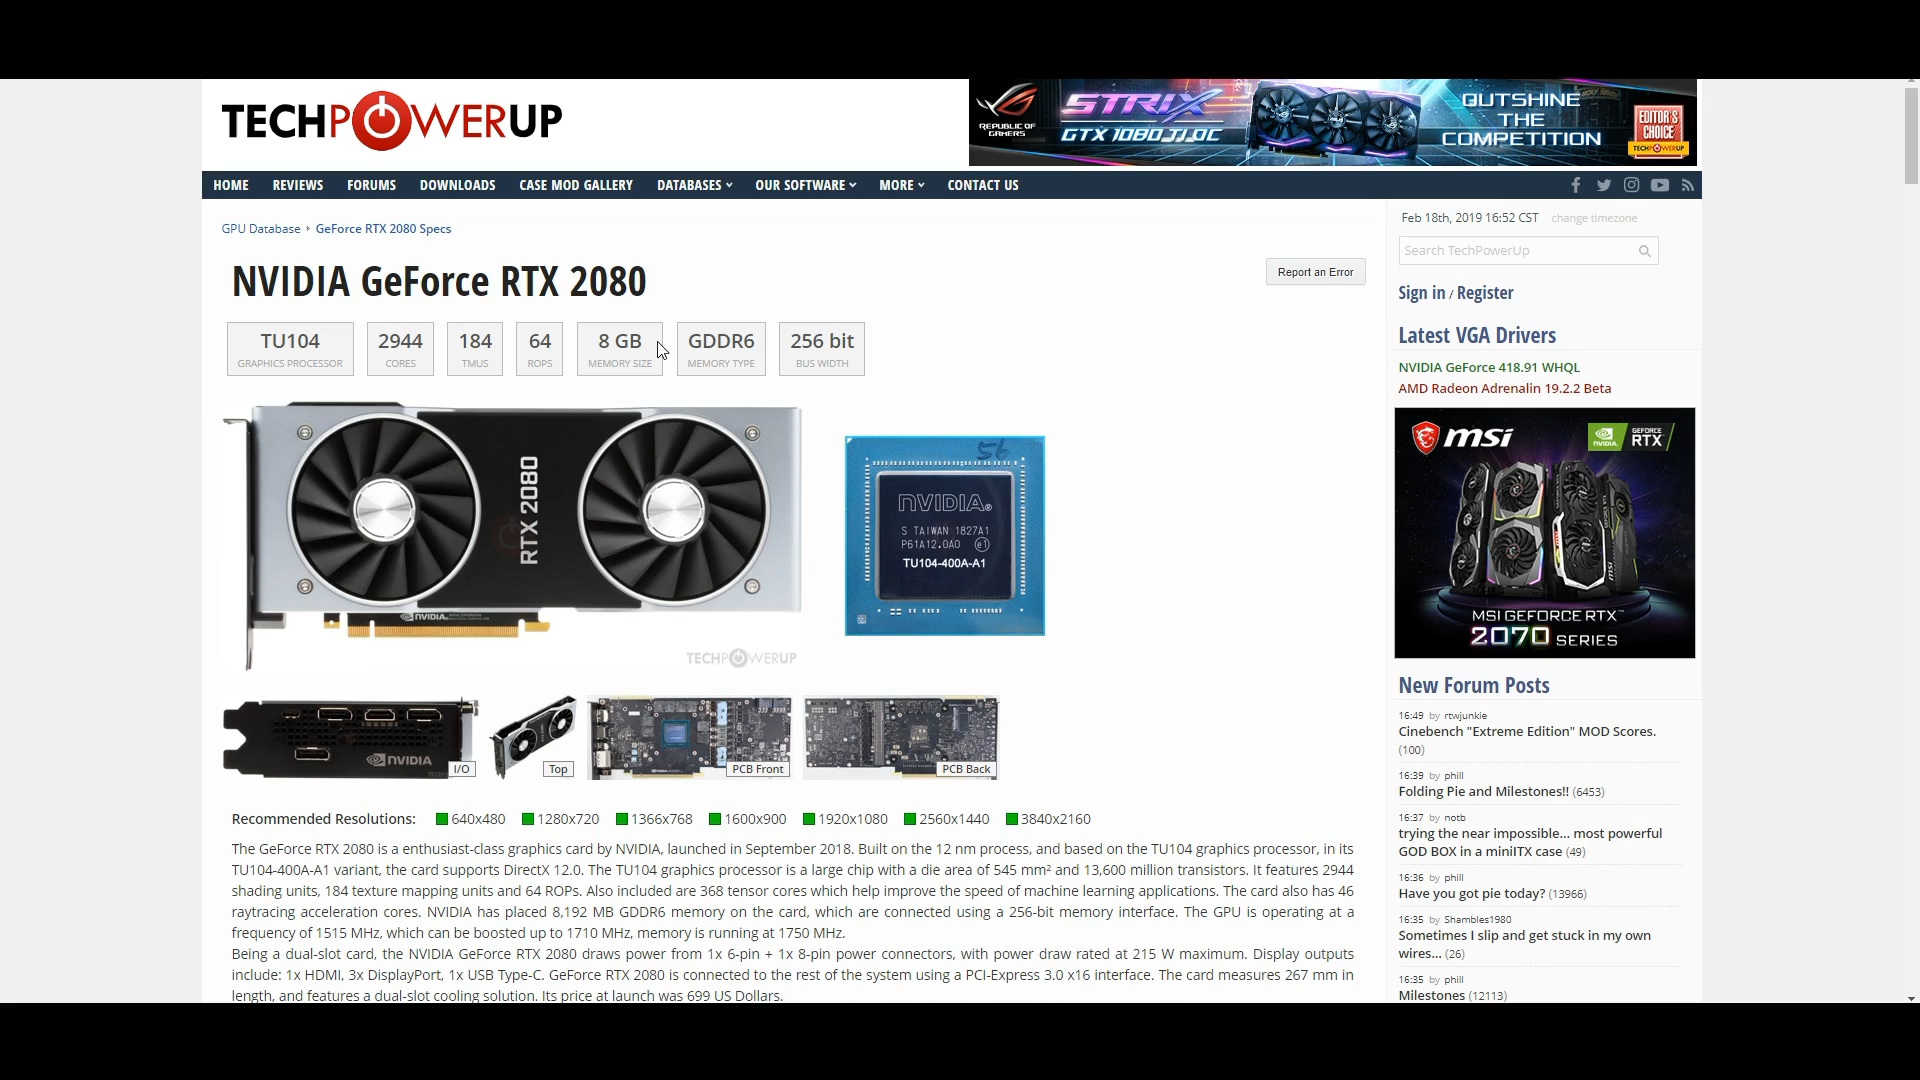 TECHPOWERUP
REPUBLIC OF GAMERS
STRIX
GTX 1080 TI OC
OUTSHINE
THE
COMPETITION
EDITOR'S
CHOICE
TECHPOWERUP
HOME REVIEWS FORUMS DOWNLOADS CASE MOD GALLERY DATABASES OUR SOFTWARE MORE CONTACT US
GPU Database GeForce RTX 2080 Specs
NVIDIA GeForce RTX 2080
Report an Error
TU104 2944 184 64 8 GB GDDR6 256 bit
GRAPHICS PROCESSOR CORES TMUS ROPS MEMORY SIZE MEMORY TYPE BUS WIDTH
RTX 2080
NVIDIA.
TECHPOWERUP
56
NVIDIA®
S TAIWAN 1827A1
P61A12.0A0 e1
TU104-400A-A1
NVIDIA
I/O
Top
PCB Front
PCB Back
Recommended Resolutions: 640x480 1280x720 1366x768 1600x900 1920x1080 2560x1440 3840x2160
The GeForce RTX 2080 is a enthusiast-class graphics card by NVIDIA, launched in September 2018. Built on the 12 nm process, and based on the TU104 graphics processor, in its
TU104-400A-A1 variant, the card supports DirectX 12.0. The TU104 graphics processor is a large chip with a die area of 545 mm² and 13,600 million transistors. It features 2944
shading units, 184 texture mapping units and 64 ROPs. Also included are 368 tensor cores which help improve the speed of machine learning applications. The card also has 46
raytracing acceleration cores. NVIDIA has placed 8,192 MB GDDR6 memory on the card, which are connected using a 256-bit memory interface. The GPU is operating at a
frequency of 1515 MHz, which can be boosted up to 1710 MHz, memory is running at 1750 MHz.
Being a dual-slot card, the NVIDIA GeForce RTX 2080 draws power from 1x 6-pin + 1x 8-pin power connectors, with power draw rated at 215 W maximum. Display outputs
include: 1x HDMI, 3x DisplayPort, 1x USB Type-C. GeForce RTX 2080 is connected to the rest of the system using a PCI-Express 3.0 x16 interface. The card measures 267 mm in
length, and features a dual-slot cooling solution. Its price at launch was 699 US Dollars.
Feb 18th, 2019 16:52 CST change timezone
Search TechPowerUp
Sign in / Register
Latest VGA Drivers
NVIDIA GeForce 418.91 WHQL
AMD Radeon Adrenalin 19.2.2 Beta
msi
NVIDIA. GEFORCE RTX
MSI GEFORCE RTX™
2070 SERIES
New Forum Posts
16:49 by rtwjunkie
Cinebench "Extreme Edition" MOD Scores.
(100)
16:39 by phill
Folding Pie and Milestones!! (6453)
16:37 by notb
trying the near impossible... most powerful
GOD BOX in a miniITX case (49)
16:36 by phill
Have you got pie today? (13966)
16:35 by Shambles1980
Sometimes I slip and get stuck in my own
wires... (26)
16:35 by phill
Milestones (12113)